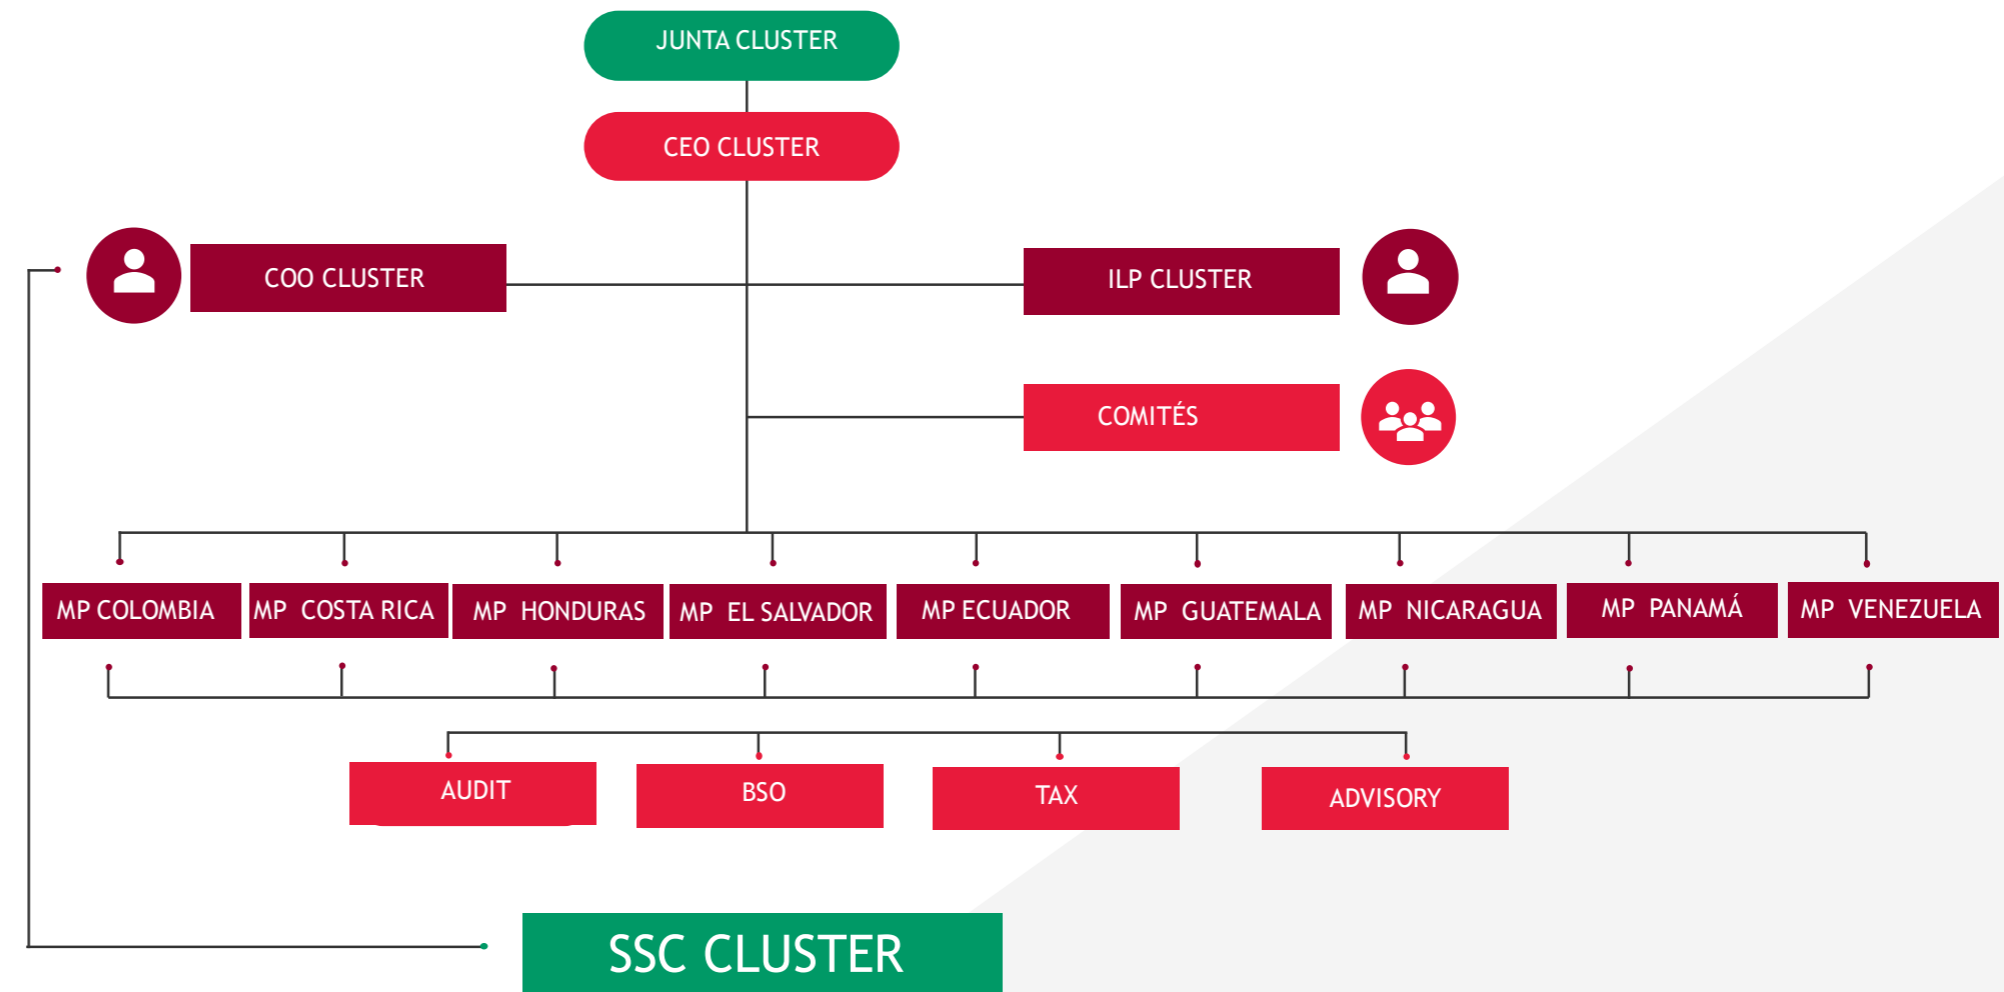 JUNTA CLUSTER
CEO CLUSTER
COO CLUSTER
ILP CLUSTER
COMITÉS
MP COLOMBIA
MP COSTA RICA
MP HONDURAS
MP EL SALVADOR
MP ECUADOR
MP GUATEMALA
MP NICARAGUA
MP PANAMÁ
MP VENEZUELA
AUDIT
BSO
TAX
ADVISORY
SSC CLUSTER